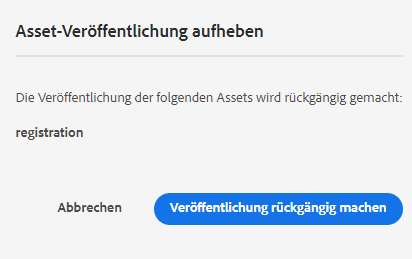 Asset-Veröffentlichung aufheben
Die Veröffentlichung der folgenden Assets wird rückgängig gemacht:
registration
Abbrechen
Veröffentlichung rückgängig machen